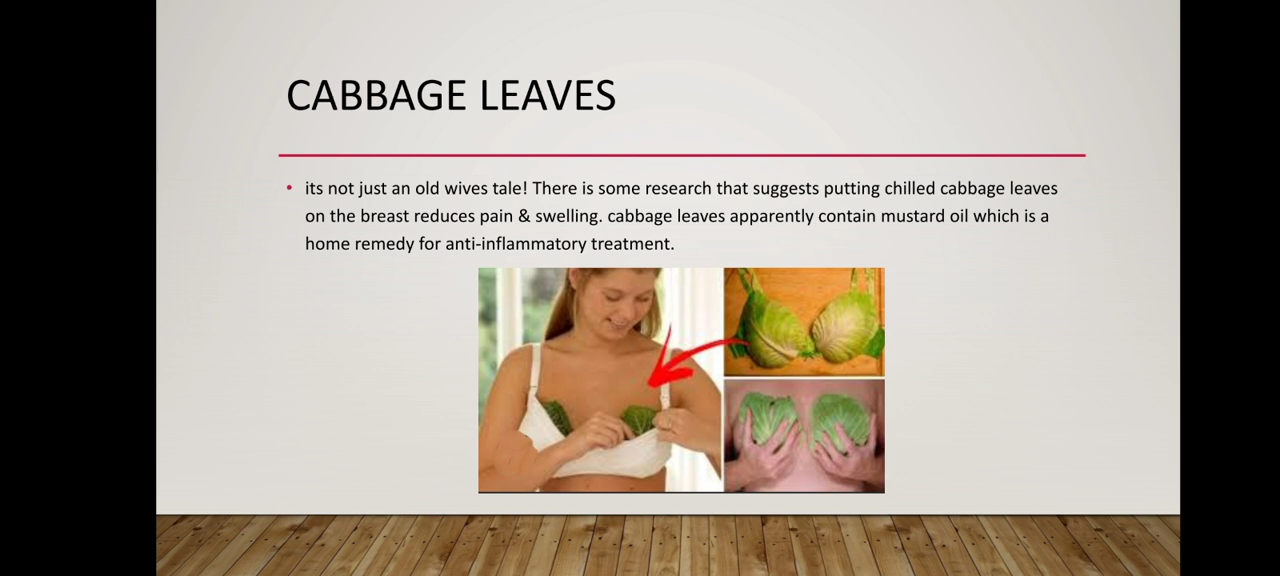 CABBAGE LEAVES
• its not just an old wives tale! There is some research that suggests putting chilled cabbage leaves
on the breast reduces pain & swelling. cabbage leaves apparently contain mustard oil which is a
home remedy for anti-inflammatory treatment.